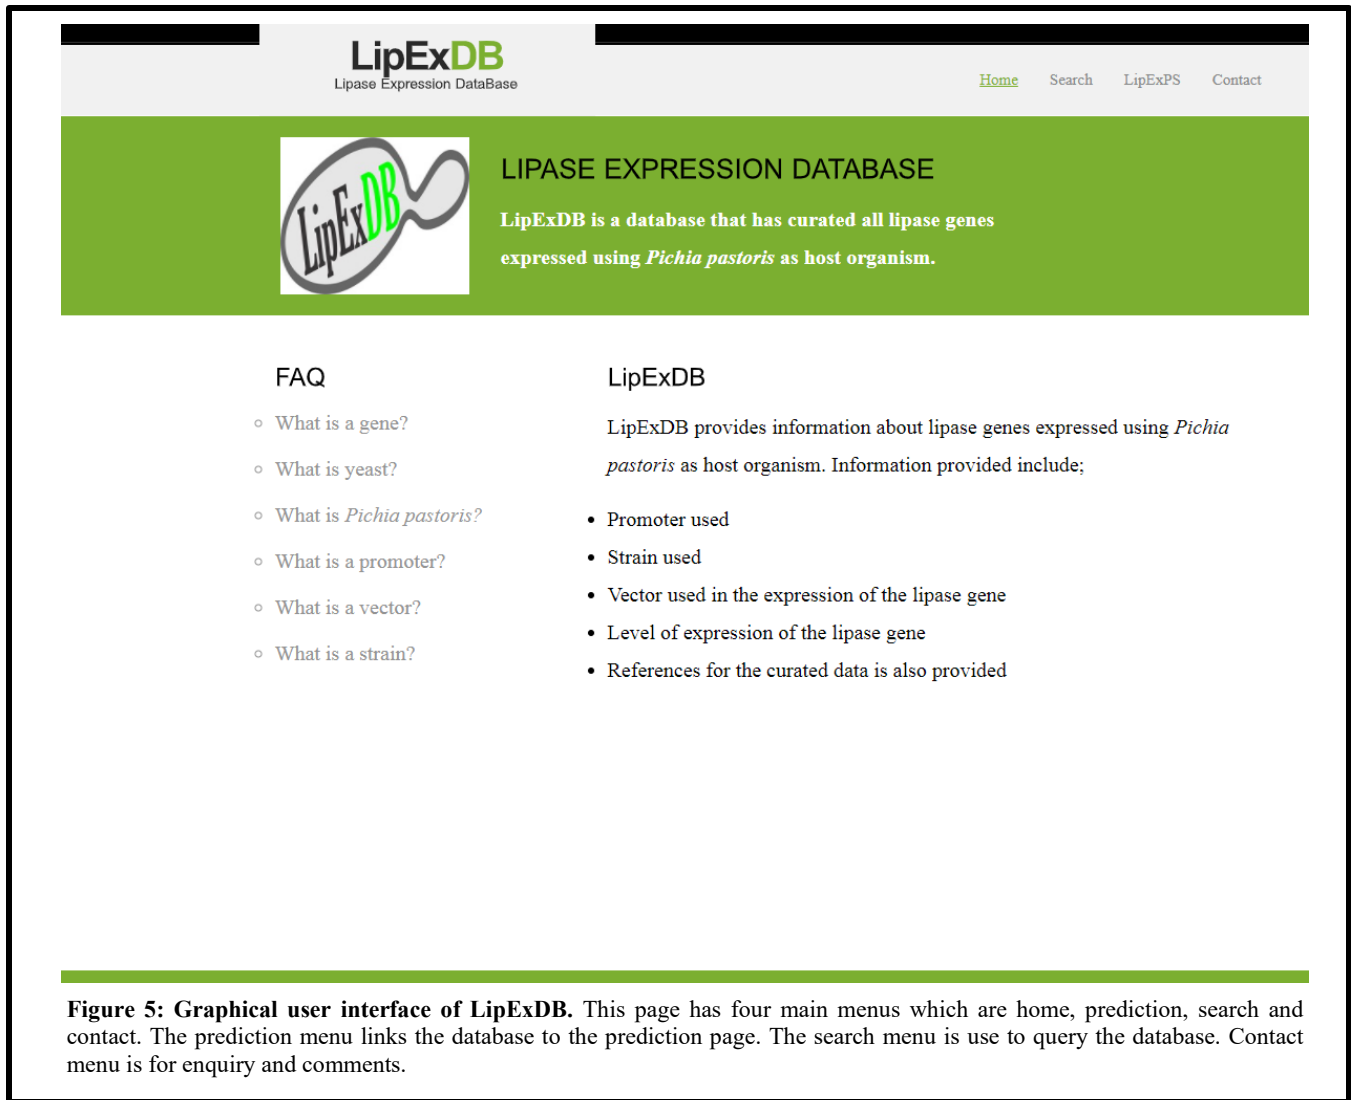 LipExDB
Lipase Expression DataBase
Home Search LipExPS Contact
LipExDB
LIPASE EXPRESSION DATABASE
LipExDB is a database that has curated all lipase genes
expressed using Pichia pastoris as host organism.
FAQ
What is a gene?
What is yeast?
What is Pichia pastoris?
What is a promoter?
What is a vector?
What is a strain?
LipExDB
LipExDB provides information about lipase genes expressed using Pichia
pastoris as host organism. Information provided include;
• Promoter used
• Strain used
• Vector used in the expression of the lipase gene
• Level of expression of the lipase gene
• References for the curated data is also provided
Figure 5: Graphical user interface of LipExDB. This page has four main menus which are home, prediction, search and
contact. The prediction menu links the database to the prediction page. The search menu is use to query the database. Contact
menu is for enquiry and comments.